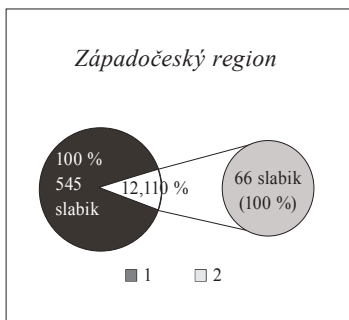 Západočeský region
100 %
545
slabik
12,110 %
66 slabik
(100 %)
1 2